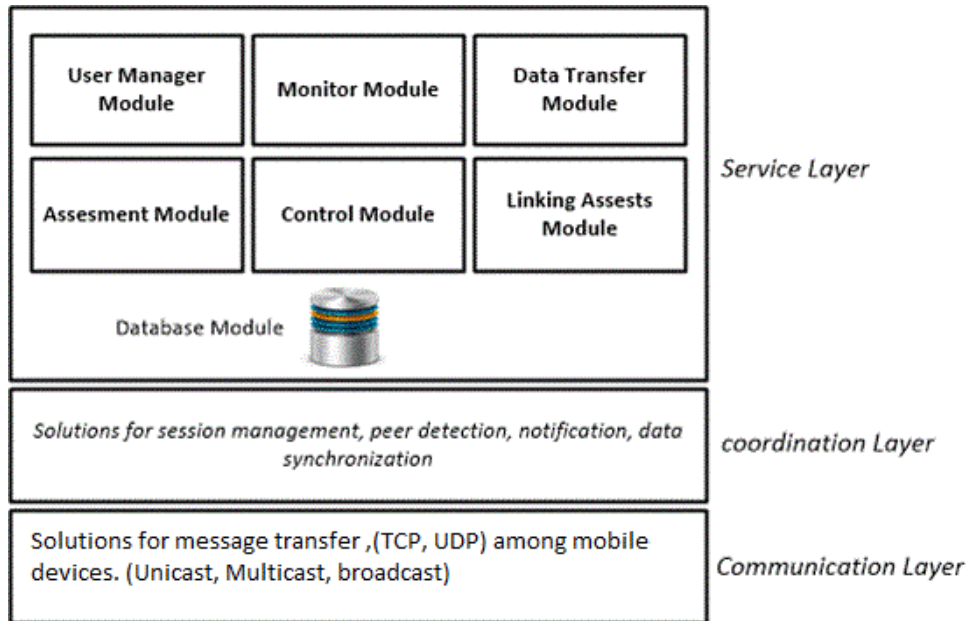 User Manager
Module
Monitor Module
Data Transfer
Module
Service Layer
Assesment Module
Control Module
Linking Assests
Module
Database Module
Solutions for session management, peer detection, notification, data
synchronization
coordination Layer
Solutions for message transfer ,(TCP, UDP) among mobile
devices. (Unicast, Multicast, broadcast)
Communication Layer